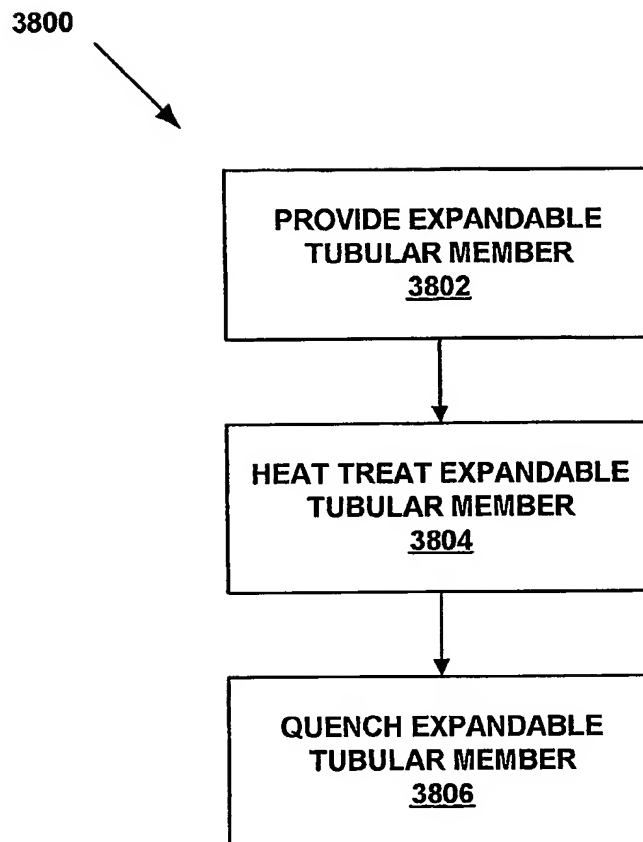 3800
PROVIDE EXPANDABLE
TUBULAR MEMBER
3802
HEAT TREAT EXPANDABLE
TUBULAR MEMBER
3804
QUENCH EXPANDABLE
TUBULAR MEMBER
3806